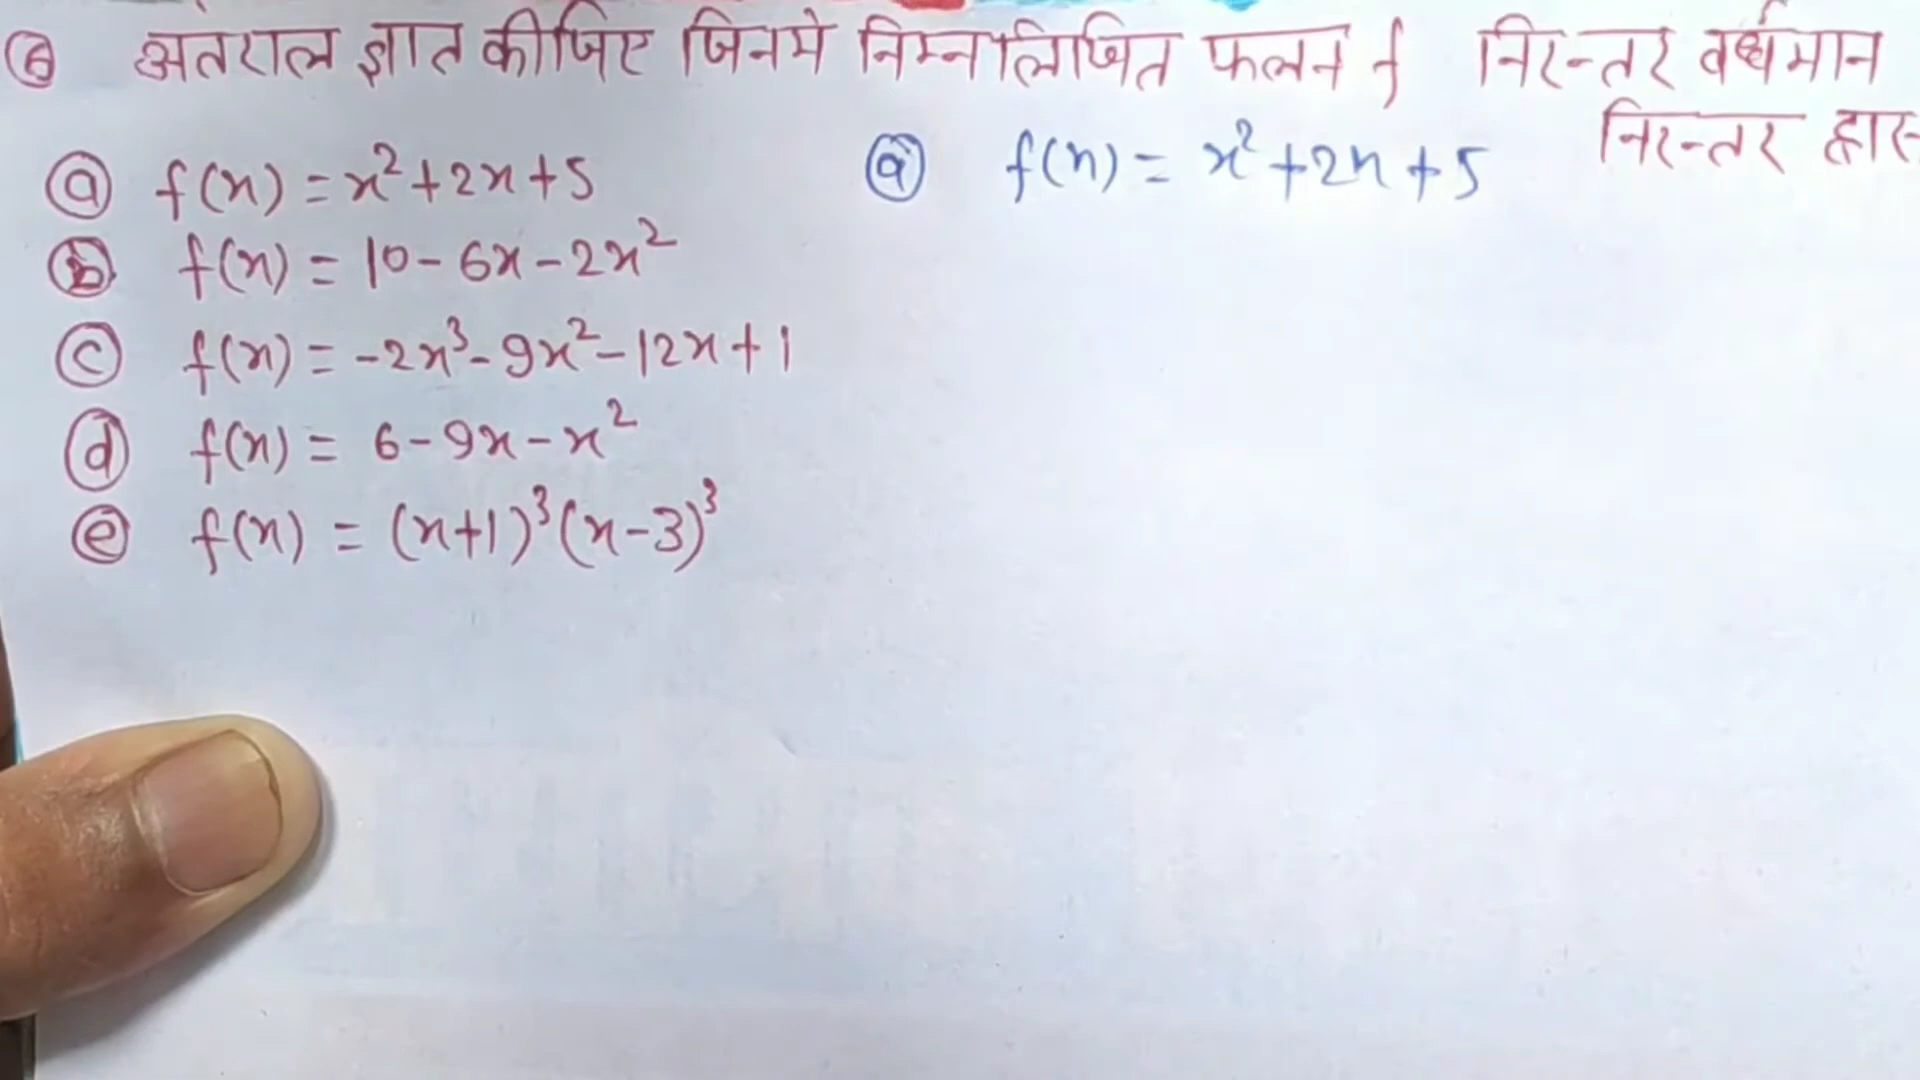 ⑥ अंतराल ज्ञात कीजिए जिनमे निम्नलिखित फलन f निरन्तर वर्धमान
निरन्तर ह्रास
ⓐ f(x) = x²+2x+5
ⓑ f(x) = 10-6x-2x²
ⓒ f(x) = -2x³-9x²-12x+1
ⓓ f(x) = 6-9x-x²
ⓔ f(x) = (x+1)³(x-3)³
ⓐ f(x) = x²+2x+5